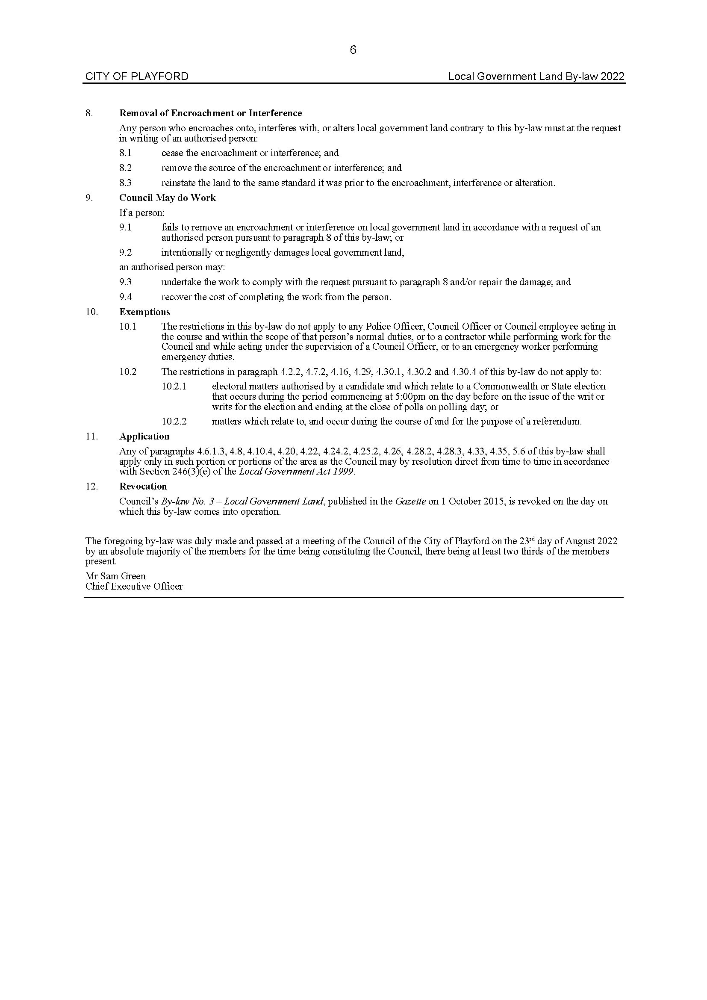 6
CITY OF PLAYFORD Local Government Land By-law 2022
8. Removal of Encroachment or Interference
Any person who encroaches onto, interferes with, or alters local government land contrary to this by-law must at the request
in writing of an authorised person:
8.1 cease the encroachment or interference; and
8.2 remove the source of the encroachment or interference; and
8.3 reinstate the land to the same standard it was prior to the encroachment, interference or alteration.
9. Council May do Work
If a person:
9.1 fails to remove an encroachment or interference on local government land in accordance with a request of an
authorised person pursuant to paragraph 8 of this by-law; or
9.2 intentionally or negligently damages local government land,
an authorised person may:
9.3 undertake the work to comply with the request pursuant to paragraph 8 and/or repair the damage; and
9.4 recover the cost of completing the work from the person.
10. Exemptions
10.1 The restrictions in this by-law do not apply to any Police Officer, Council Officer or Council employee acting in
the course and within the scope of that person’s normal duties, or to a contractor while performing work for the
Council and while acting under the supervision of a Council Officer, or to an emergency worker performing
emergency duties.
10.2 The restrictions in paragraph 4.2.2, 4.7.2, 4.16, 4.29, 4.30.1, 4.30.2 and 4.30.4 of this by-law do not apply to:
10.2.1 electoral matters authorised by a candidate and which relate to a Commonwealth or State election
that occurs during the period commencing at 5:00pm on the day before on the issue of the writ or
writs for the election and ending at the close of polls on polling day; or
10.2.2 matters which relate to, and occur during the course of and for the purpose of a referendum.
11. Application
Any of paragraphs 4.6.1.3, 4.8, 4.10.4, 4.20, 4.22, 4.24.2, 4.25.2, 4.26, 4.28.2, 4.28.3, 4.33, 4.35, 5.6 of this by-law shall
apply only in such portion or portions of the area as the Council may by resolution direct from time to time in accordance
with Section 246(3)(e) of the Local Government Act 1999.
12. Revocation
Council’s By-law No. 3 – Local Government Land, published in the Gazette on 1 October 2015, is revoked on the day on
which this by-law comes into operation.
The foregoing by-law was duly made and passed at a meeting of the Council of the City of Playford on the 23rd day of August 2022
by an absolute majority of the members for the time being constituting the Council, there being at least two thirds of the members
present.
Mr Sam Green
Chief Executive Officer